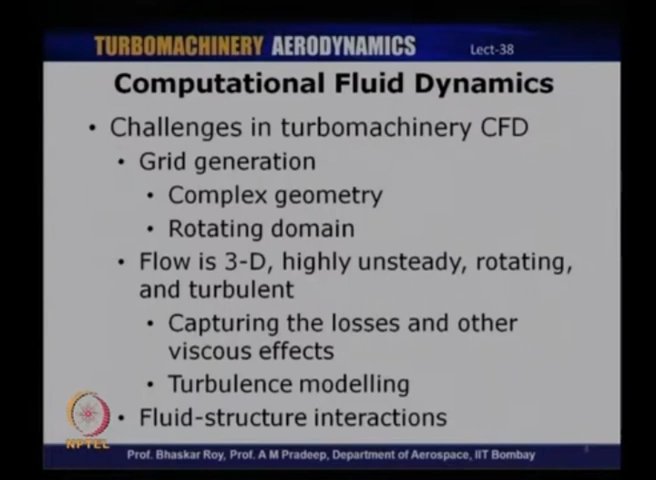 TURBOMACHINERY AERODYNAMICS Lect-38
Computational Fluid Dynamics
• Challenges in turbomachinery CFD
• Grid generation
• Complex geometry
• Rotating domain
• Flow is 3-D, highly unsteady, rotating,
and turbulent
• Capturing the losses and other
viscous effects
• Turbulence modelling
• Fluid-structure interactions
NPTEL
Prof. Bhaskar Roy, Prof. A M Pradeep, Department of Aerospace, IIT Bombay